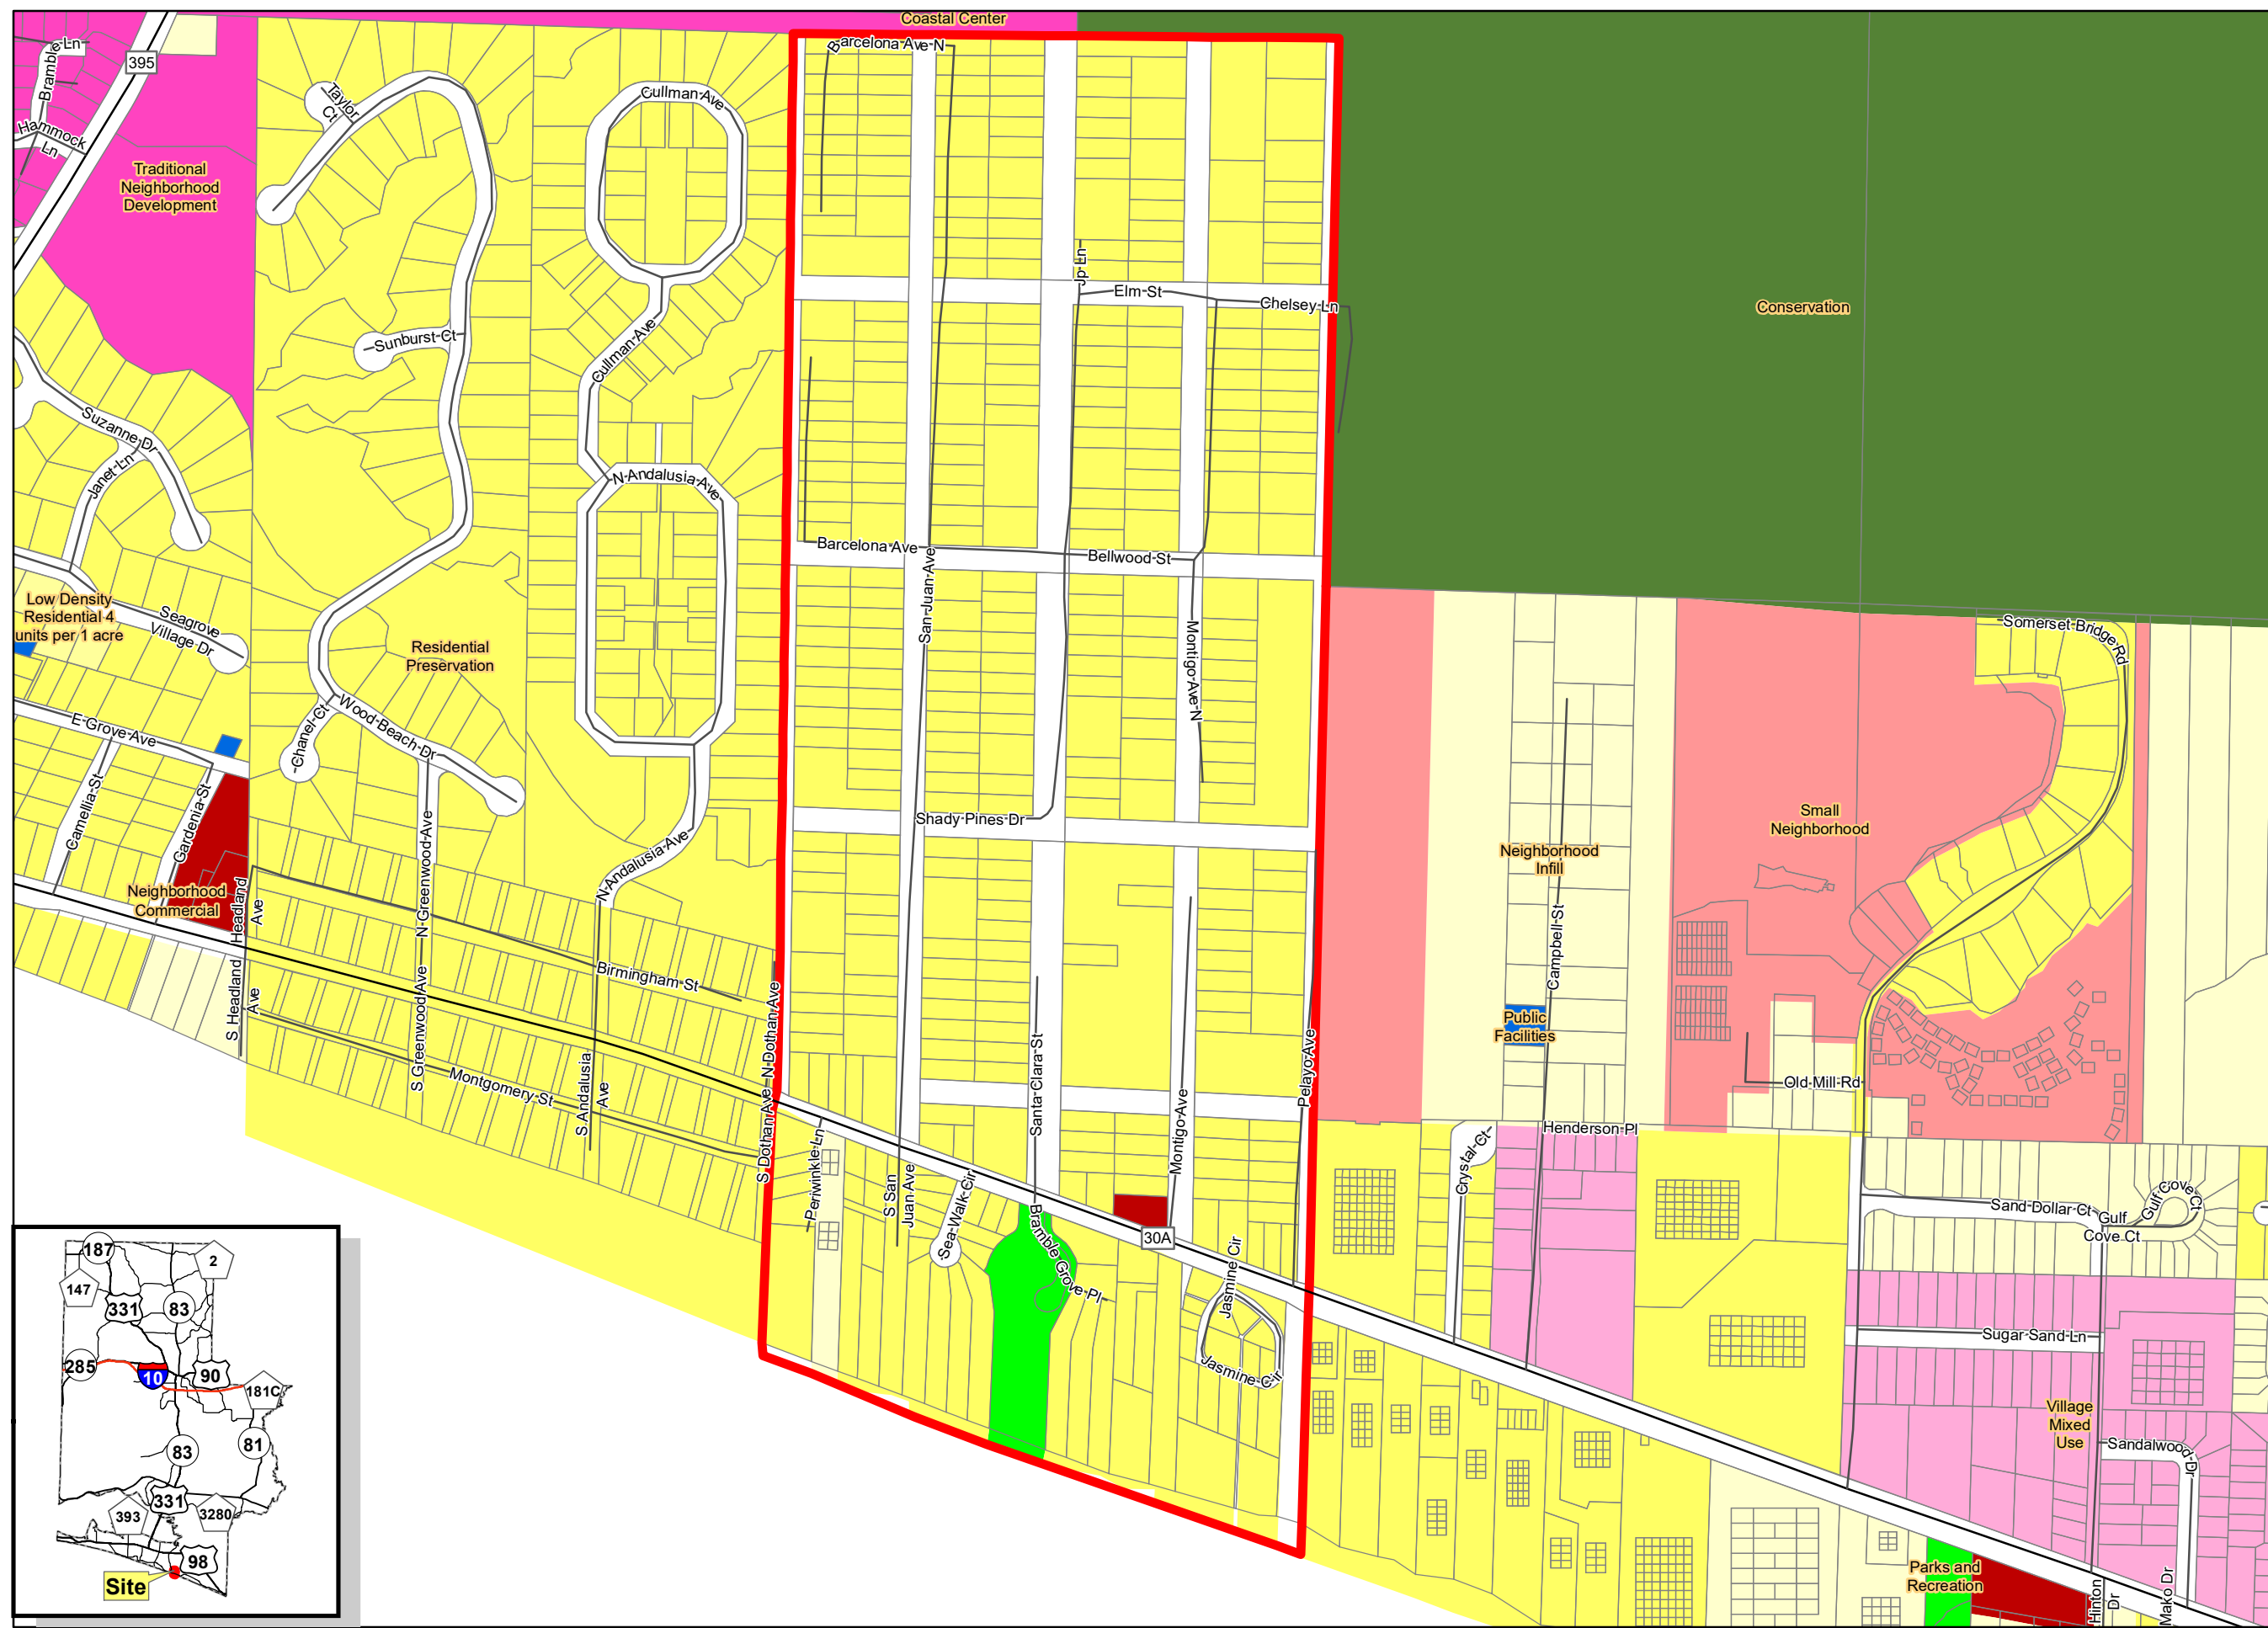 Coastal Center
Bramble Ln
395
Hammock
Ln
Traditional
Neighborhood
Development
Taylor
Ct
Cullman Ave
Barcelona Ave N
Jp Ln
Elm St
Chelsey Ln
Conservation
Sunburst Ct
Cullman Ave
Suzanne Dr
Janet Ln
N Andalusia Ave
Barcelona Ave
Bellwood St
San Juan Ave
Montigo Ave N
Low Density
Residential 4
units per 1 acre
Seagrove
Village Dr
Residential
Preservation
Somerset Bridge Rd
E Grove Ave
Chanel Ct
Wood Beach Dr
Camellia St
Gardenia St
N Greenwood Ave
N Andalusia Ave
Shady Pines Dr
Small
Neighborhood
Neighborhood
Infill
Neighborhood
Commercial
Headland
Ave
S Headland
Ave
Birmingham St
S Greenwood Ave
N Dothan Ave
Campbell St
Public
Facilities
Montgomery St
S Andalusia
Ave
S Dothan Ave
Santa Clara St
Montigo Ave
Pelayo Ave
Old Mill Rd
Henderson Pl
Periwinkle Ln
S San
Juan Ave
Sea Walk Cir
Bramble Grove Pl
30A
Jasmine Cir
Jasmine Cir
Crystal Ct
Sand Dollar Ct
Gulf
Cove Ct
Gulf Cove Ct
Sugar Sand Ln
Village
Mixed
Use
Sandalwood Dr
Parks and
Recreation
Hinton
Dr
Mako Dr
187
2
147
331
83
285
10
90
181C
83
81
331
393
3280
98
Site